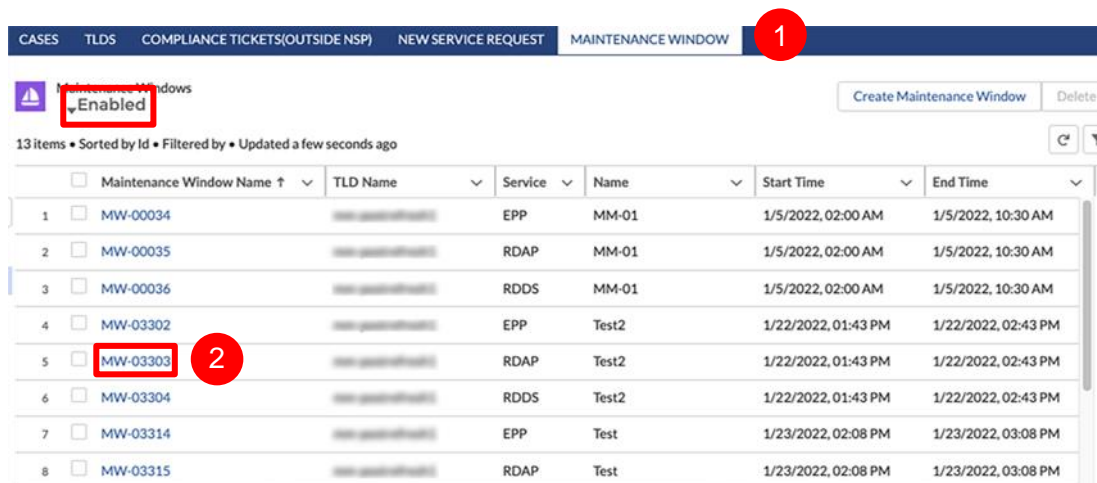 CASES TLDS COMPLIANCE TICKETS(OUTSIDE NSP) NEW SERVICE REQUEST MAINTENANCE WINDOW 1
Maintenance Windows
Enabled
Create Maintenance Window Delete
13 items • Sorted by Id • Filtered by • Updated a few seconds ago
Maintenance Window Name ↑ TLD Name Service Name Start Time End Time
1 MW-00034 EPP MM-01 1/5/2022, 02:00 AM 1/5/2022, 10:30 AM
2 MW-00035 RDAP MM-01 1/5/2022, 02:00 AM 1/5/2022, 10:30 AM
3 MW-00036 RDDS MM-01 1/5/2022, 02:00 AM 1/5/2022, 10:30 AM
4 MW-03302 EPP Test2 1/22/2022, 01:43 PM 1/22/2022, 02:43 PM
5 MW-03303 2 RDAP Test2 1/22/2022, 01:43 PM 1/22/2022, 02:43 PM
6 MW-03304 RDDS Test2 1/22/2022, 01:43 PM 1/22/2022, 02:43 PM
7 MW-03314 EPP Test 1/23/2022, 02:08 PM 1/23/2022, 03:08 PM
8 MW-03315 RDAP Test 1/23/2022, 02:08 PM 1/23/2022, 03:08 PM